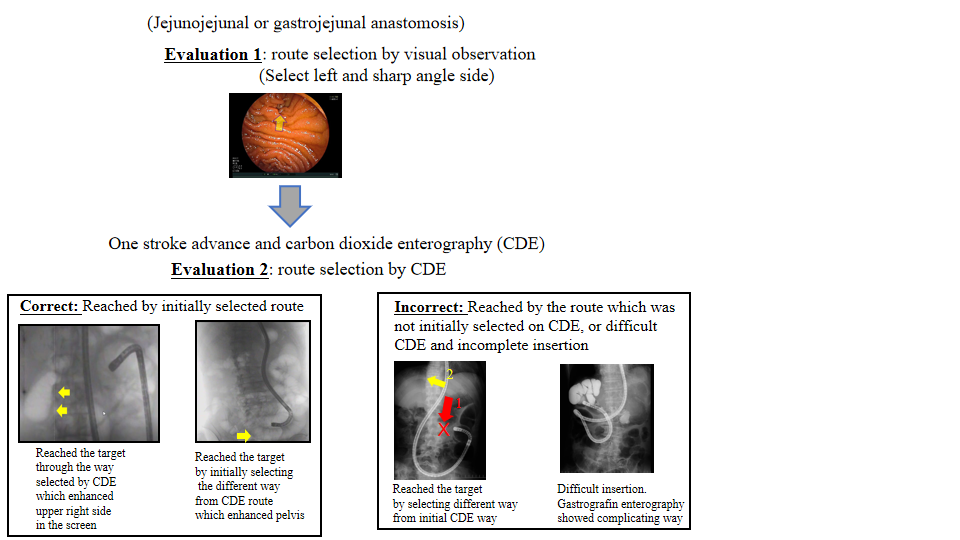 (Jejunojejunal or gastrojejunal anastomosis)
Evaluation 1: route selection by visual observation
(Select left and sharp angle side)
One stroke advance and carbon dioxide enterography (CDE)
Evaluation 2: route selection by CDE
Correct: Reached by initially selected route
Reached the target
through the way
selected by CDE
which enhanced
upper right side
in the screen
Reached the target
by initially selecting
the different way
from CDE route
which enhanced pelvis
Incorrect: Reached by the route which was
not initially selected on CDE, or difficult
CDE and incomplete insertion
2
1
X
Reached the target
by selecting different way
from initial CDE way
Difficult insertion.
Gastrografin enterography
showed complicating way